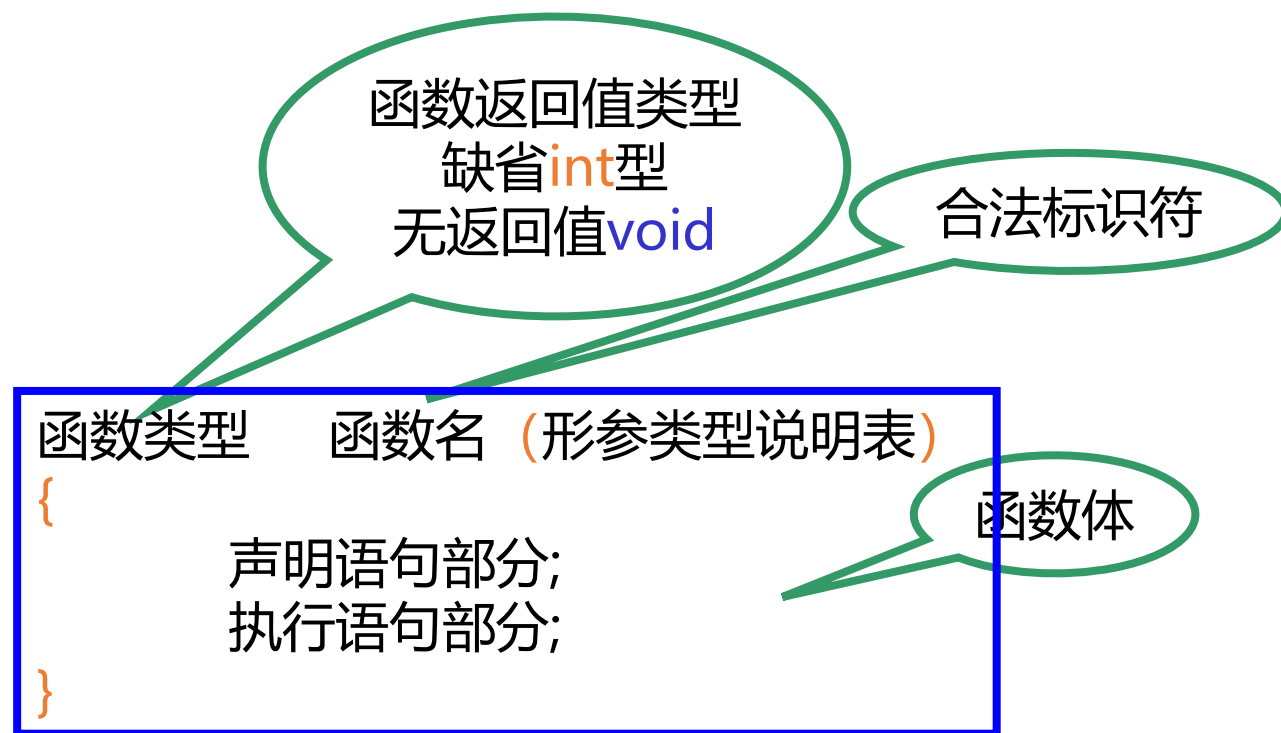 函数返回值类型
缺省int型
无返回值void
合法标识符
函数类型 函数名（形参类型说明表）
{
函数体
声明语句部分;
执行语句部分;
}